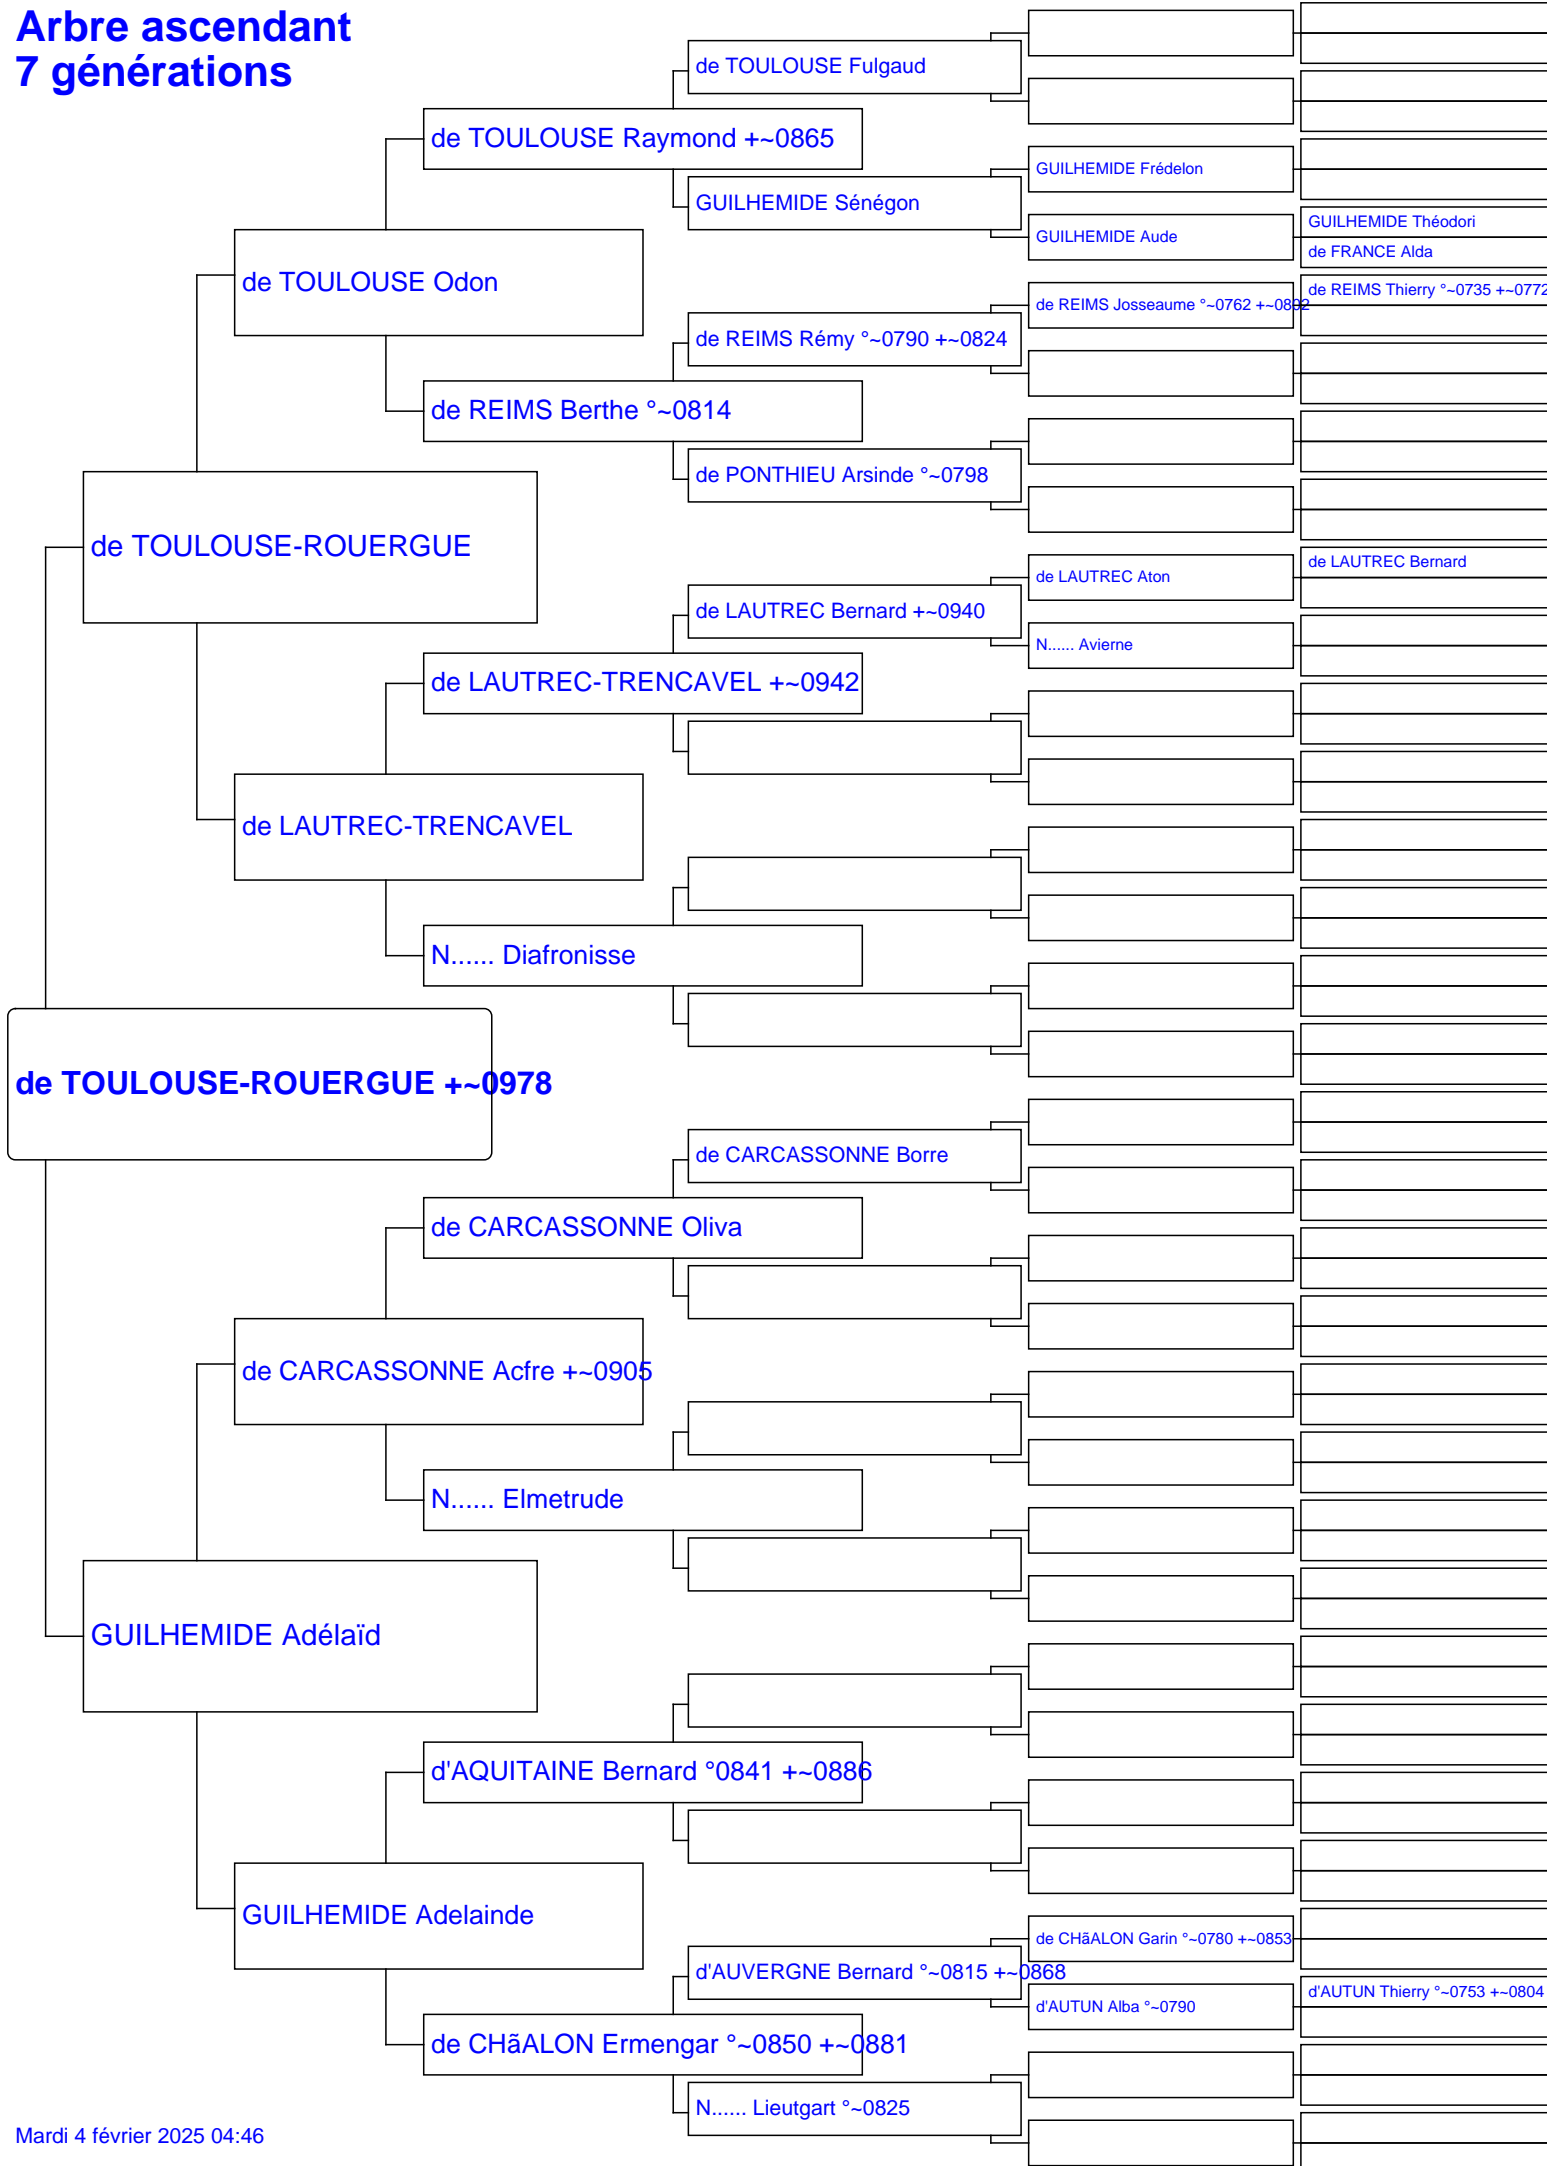 Arbre ascendant
7 générations
de TOULOUSE Fulgaud
de TOULOUSE Raymond +~0865
GUILHEMIDE Frédelon
GUILHEMIDE Sénégon
GUILHEMIDE Théodori
GUILHEMIDE Aude
de FRANCE Alda
de TOULOUSE Odon
de REIMS Thierry °~0735 +~0772
de REIMS Josseaume °~0762 +~0802
de REIMS Rémy °~0790 +~0824
de REIMS Berthe °~0814
de PONTHIEU Arsinde °~0798
de TOULOUSE-ROUERGUE
de LAUTREC Bernard
de LAUTREC Aton
de LAUTREC Bernard +~0940
N...... Avierne
de LAUTREC-TRENCAVEL +~0942
de LAUTREC-TRENCAVEL
N...... Diafronisse
de TOULOUSE-ROUERGUE +~0978
de CARCASSONNE Borre
de CARCASSONNE Oliva
de CARCASSONNE Acfre +~0905
N...... Elmetrude
GUILHEMIDE Adélaïd
d'AQUITAINE Bernard °0841 +~0886
GUILHEMIDE Adelainde
de CHãALON Garin °~0780 +~0853
d'AUVERGNE Bernard °~0815 +~0868
d'AUTUN Thierry °~0753 +~0804
d'AUTUN Alba °~0790
de CHãALON Ermengar °~0850 +~0881
N...... Lieutgart °~0825
Mardi 4 février 2025 04:46